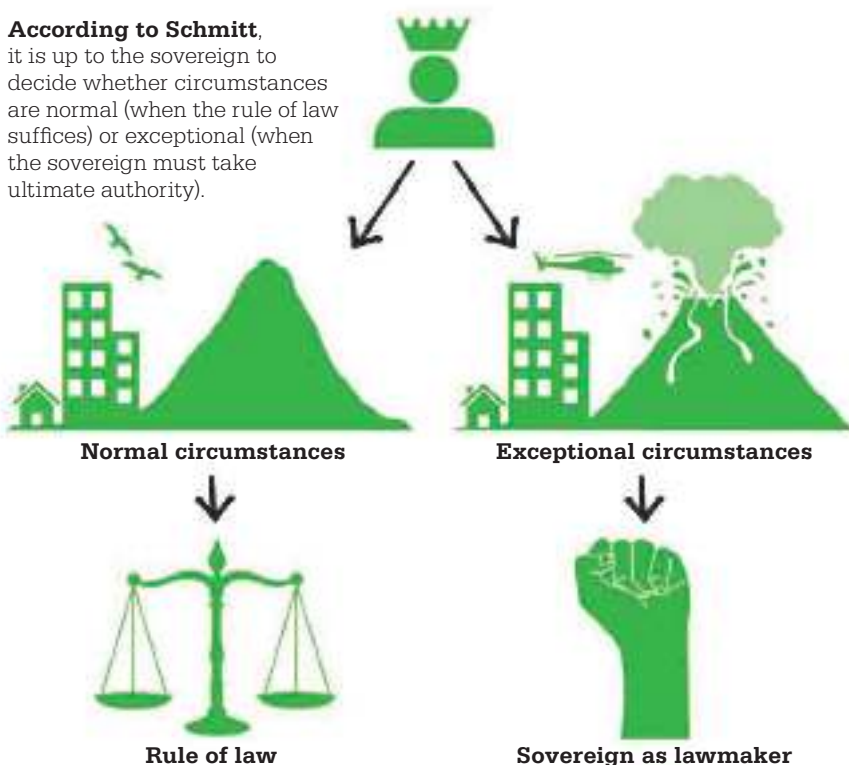 According to Schmitt,
it is up to the sovereign to
decide whether circumstances
are normal (when the rule of law
suffices) or exceptional (when
the sovereign must take
ultimate authority).
Normal circumstances
Exceptional circumstances
Rule of law
Sovereign as lawmaker